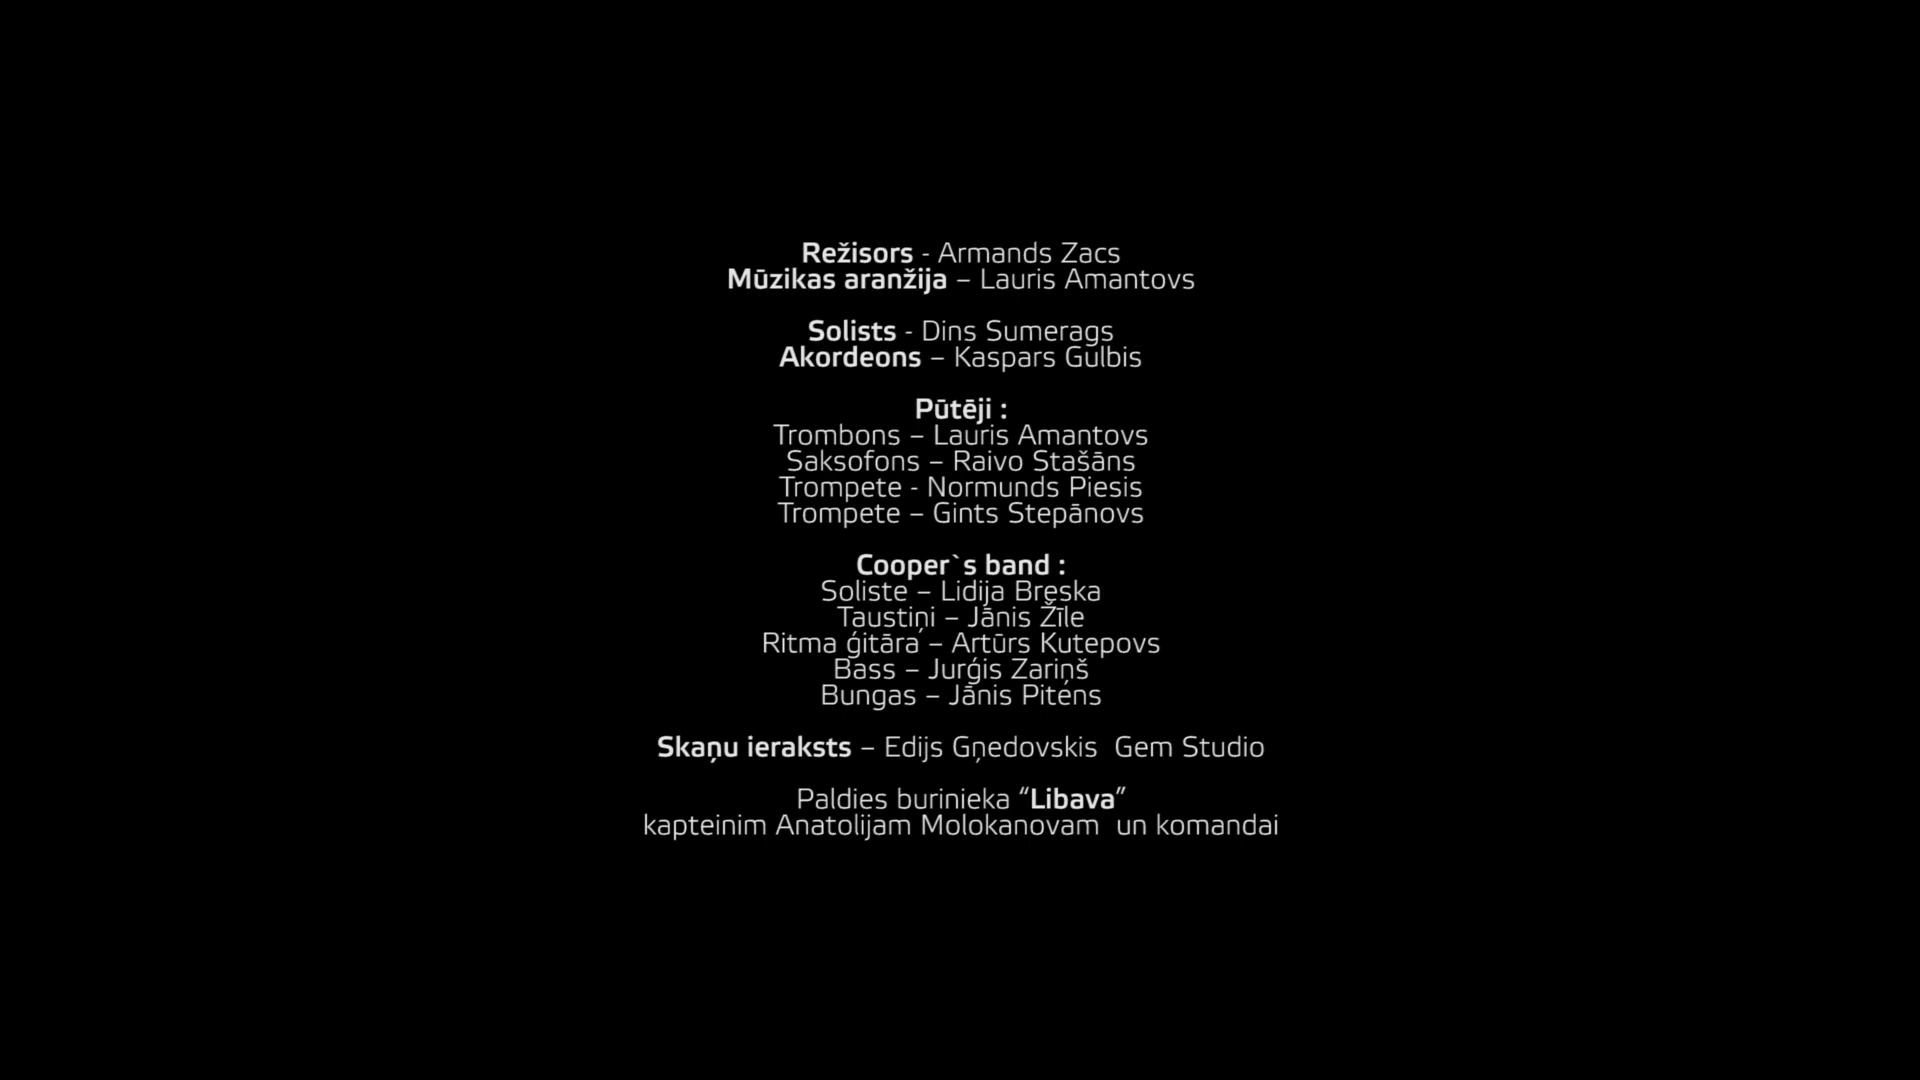 Režisors - Armands Zacs
Mūzikas aranžija – Lauris Amantovs
Solists - Dins Sumerags
Akordeons – Kaspars Gulbis
Pūtēji :
Trombons – Lauris Amantovs
Saksofons – Raivo Stašāns
Trompete - Normunds Piesis
Trompete – Gints Stepānovs
Cooper`s band :
Soliste – Lidija Breska
Taustiņi – Jānis Žīle
Ritma ģitāra – Artūrs Kutepovs
Bass – Jurģis Zariņš
Bungas – Jānis Pitens
Skaņu ieraksts – Edijs Gņedovskis  Gem Studio
Paldies burinieka “Libava”
kapteinim Anatolijam Molokanovam  un komandai